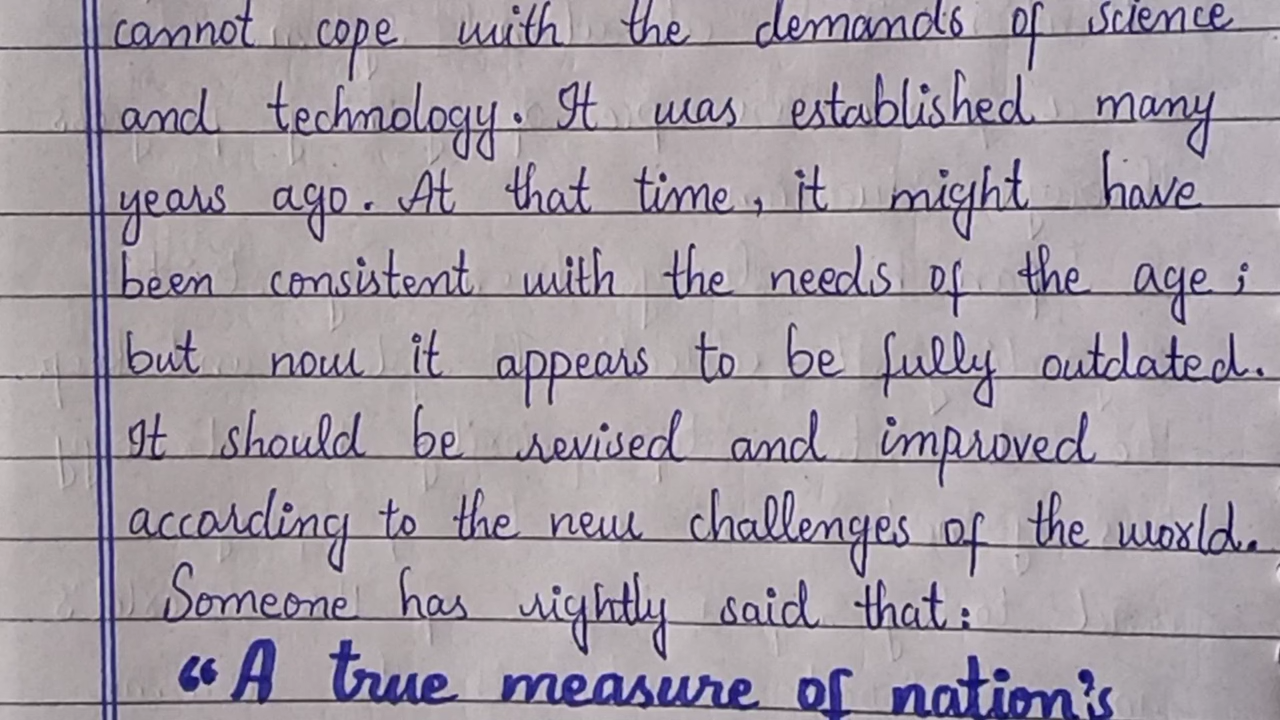 cannot cope with the demands of science
and technology. It was established many
years ago. At that time, it might have
been consistent with the needs of the age;
but now it appears to be fully outdated.
It should be revised and improved
according to the new challenges of the world.
Someone has rightly said that:
“A true measure of nation's